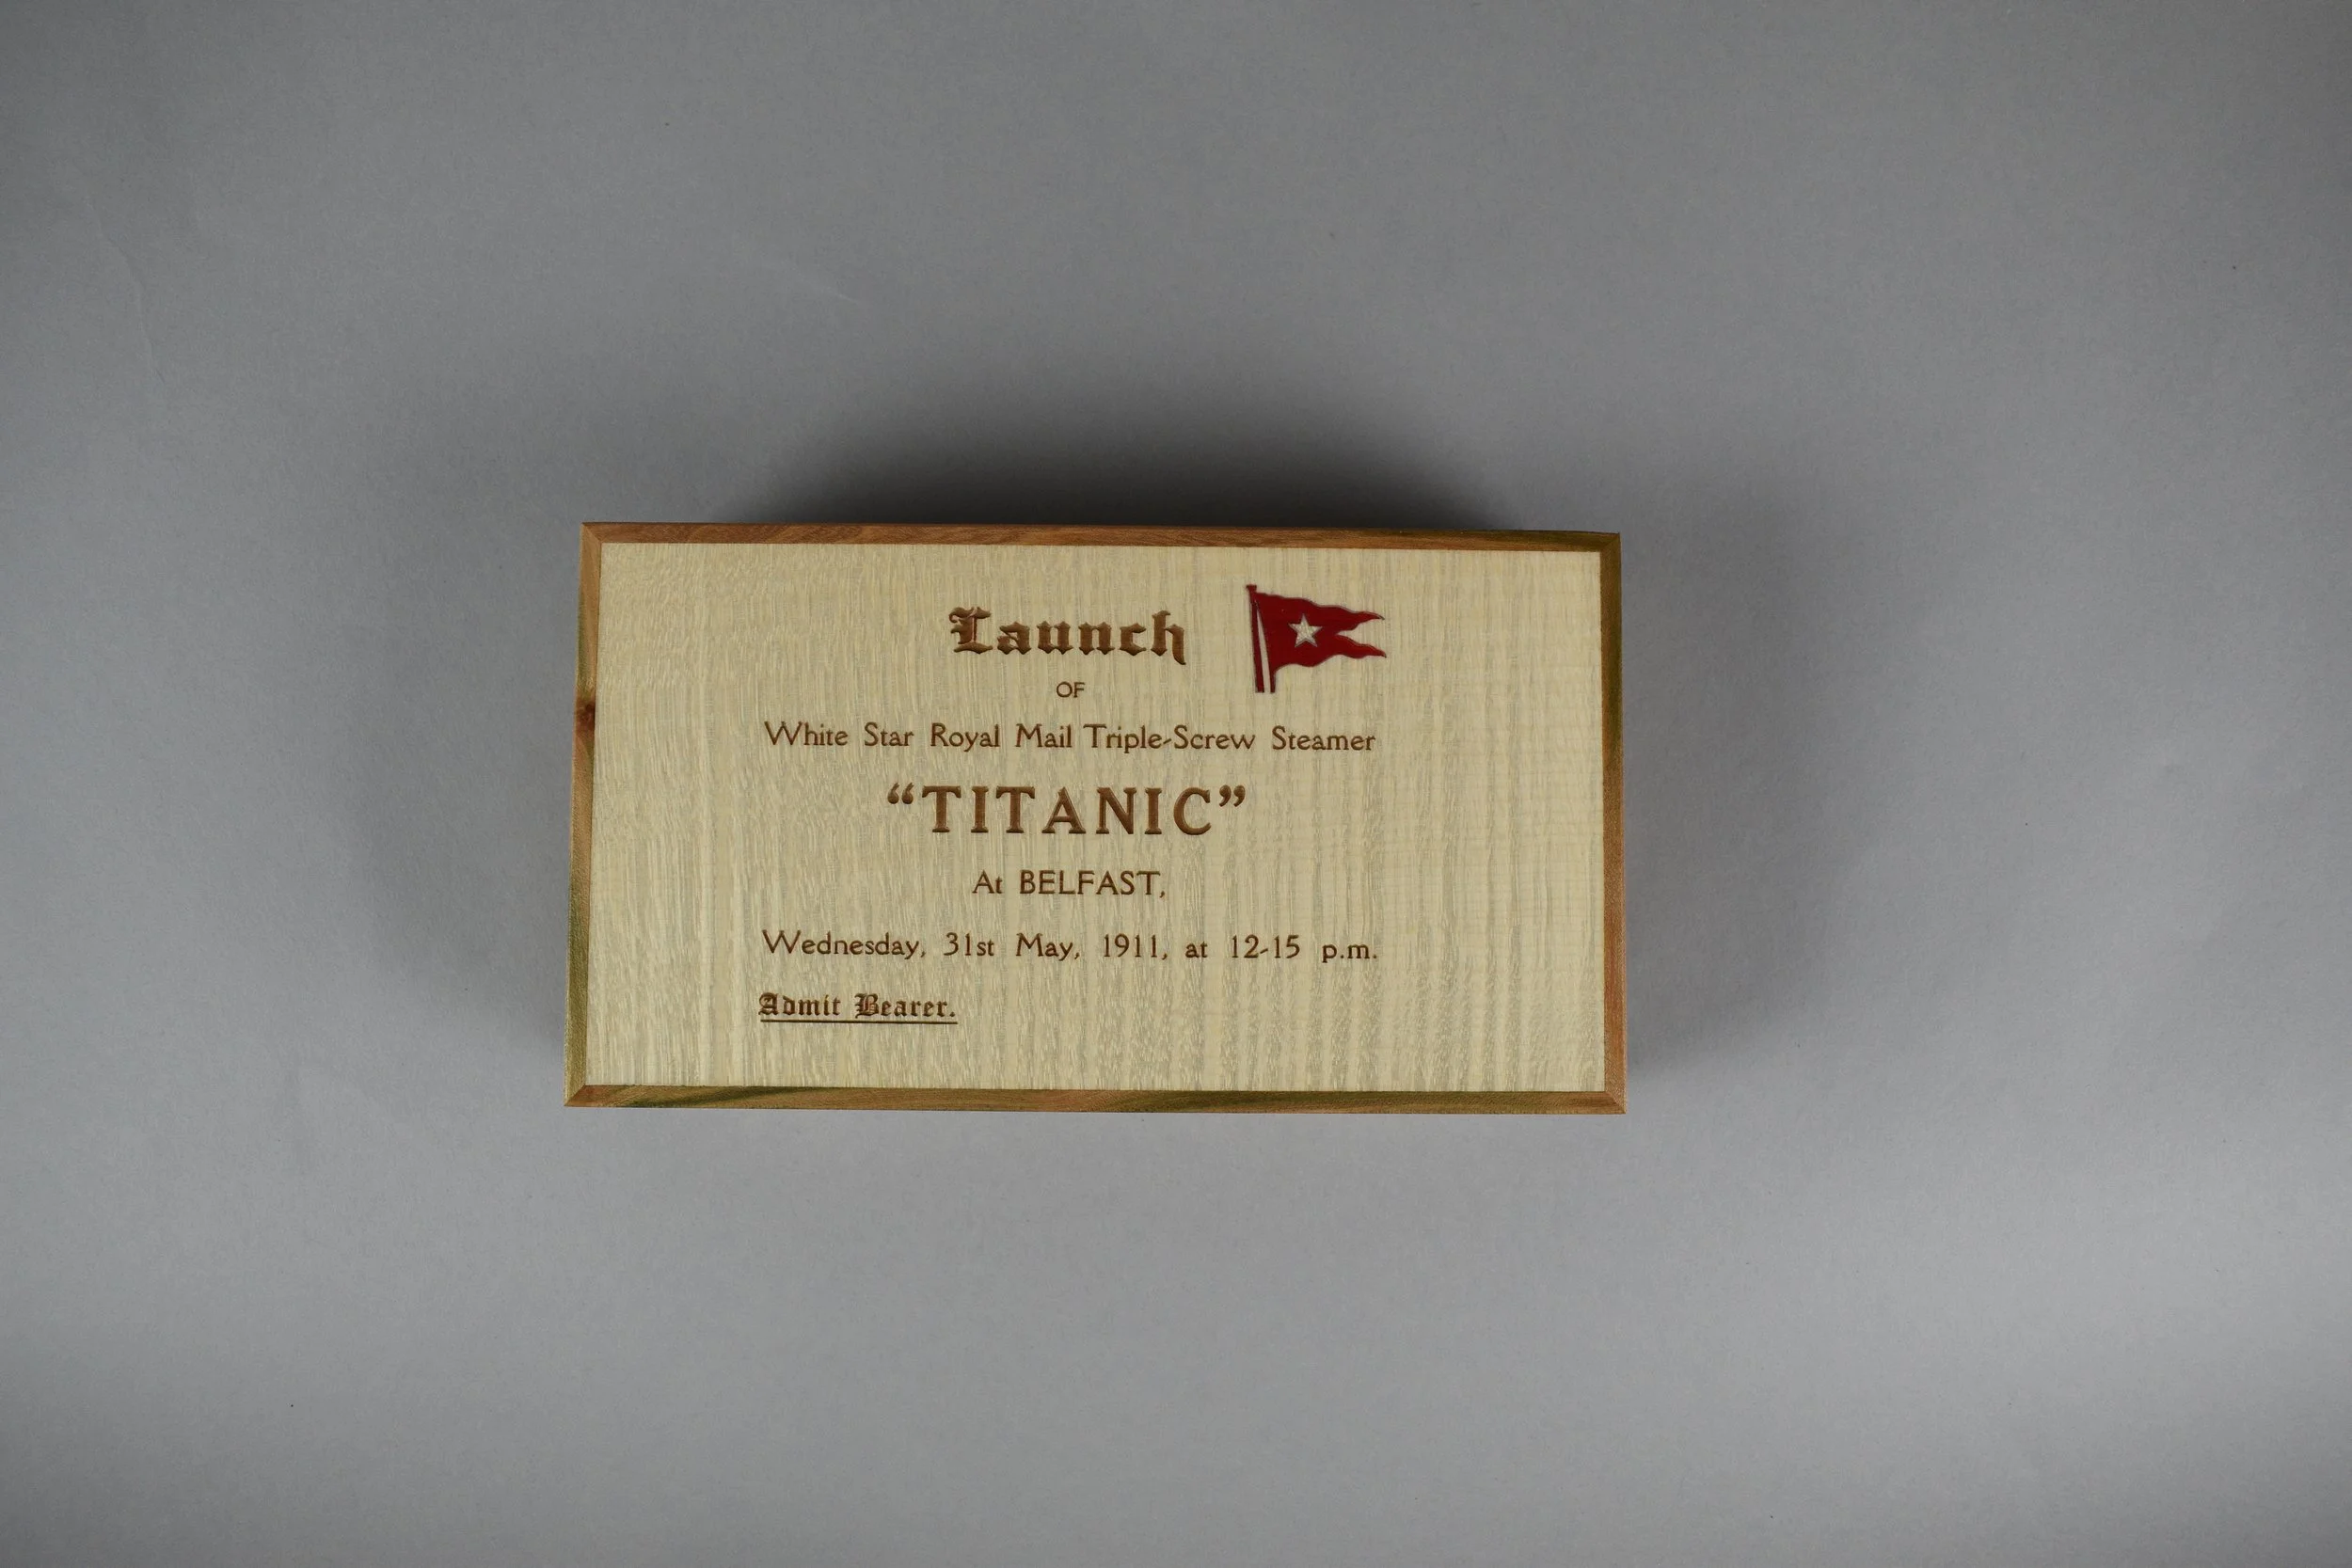 Launch
OF
White Star Royal Mail Triple-Screw Steamer
“TITANIC”
At BELFAST,
Wednesday, 31st May, 1911, at 12-15 p.m.
Admit Bearer.